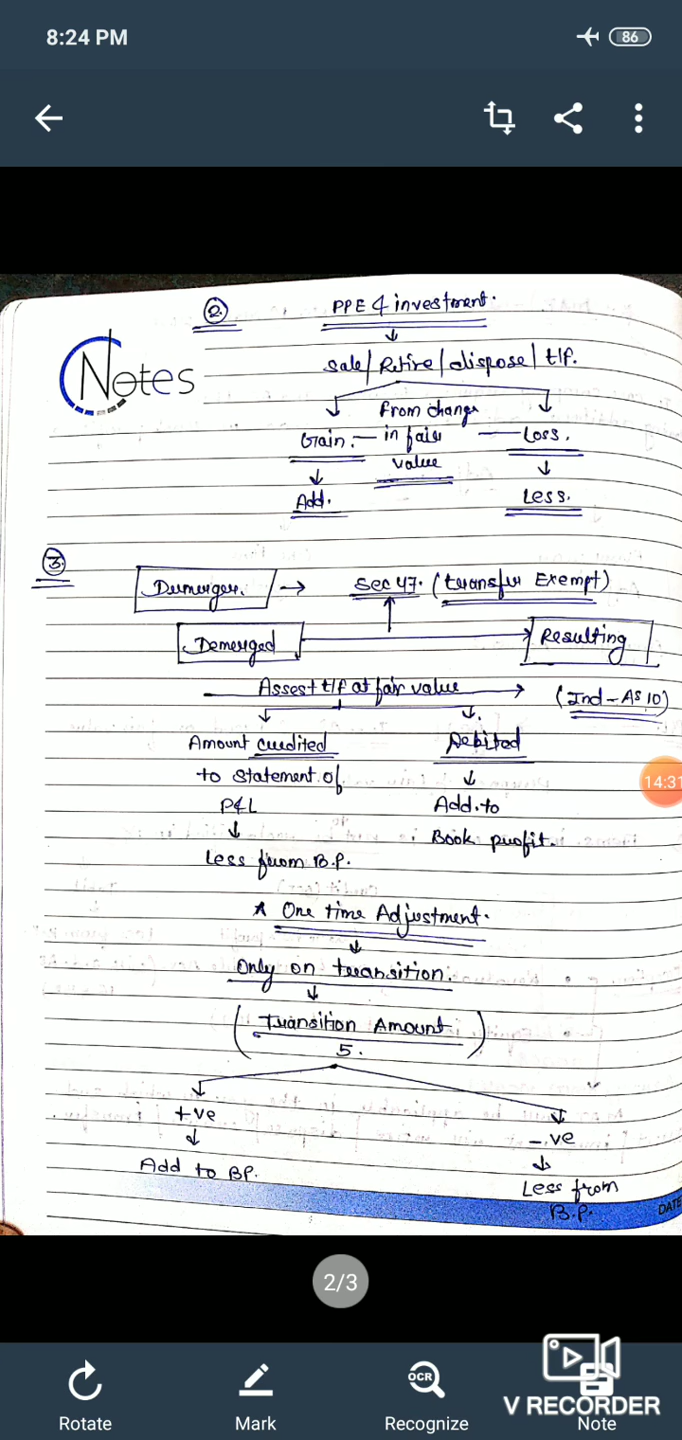 8:24 PM
86
②
PPE & investment.
Notes
Sale/ Retire/ dispose/ t/f.
From change
Gain. — in fair — Loss.
value
Add.
Less.
③
Demerger. → Sec 47. (transfer Exempt)
Demerged
Resulting
Assest t/f at fair value
(Ind-AS 10)
Amount credited
Debited
to statement of
P&L
Add. to
Book profit.
Less from B.P.
14:31
* One time Adjustment.
Only on transition.
(Transition Amount)
5.
+ve
-ve
Add to BP.
Less from
B.P.
DATE
2/3
OCR
V RECORDER
Rotate
Mark
Recognize
Note